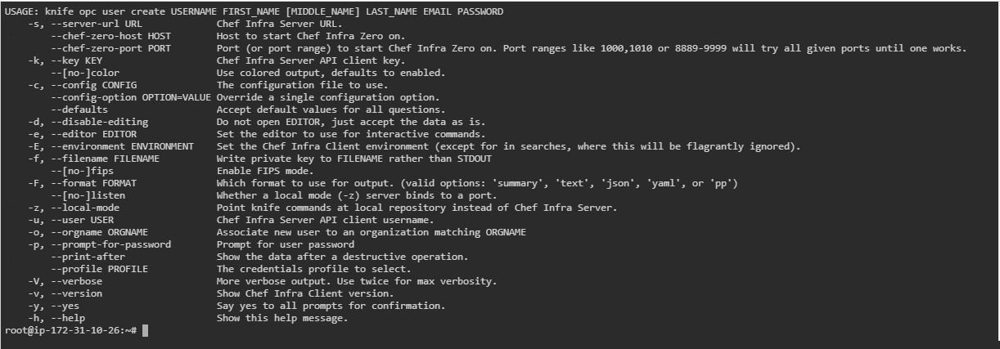 USAGE: knife opc user create USERNAME FIRST_NAME [MIDDLE_NAME] LAST_NAME EMAIL PASSWORD
    -s, --server-url URL             Chef Infra Server URL.
        --chef-zero-host HOST        Host to start Chef Infra Zero on.
        --chef-zero-port PORT        Port (or port range) to start Chef Infra Zero on. Port ranges like 1000,1010 or 8889-9999 will try all given ports until one works.
    -k, --key KEY                    Chef Infra Server API client key.
        --[no-]color                 Use colored output, defaults to enabled.
    -c, --config CONFIG              The configuration file to use.
        --config-option OPTION=VALUE Override a single configuration option.
        --defaults                   Accept default values for all questions.
    -d, --disable-editing            Do not open EDITOR, just accept the data as is.
    -e, --editor EDITOR              Set the editor to use for interactive commands.
    -E, --environment ENVIRONMENT    Set the Chef Infra Client environment (except for in searches, where this will be flagrantly ignored).
    -f, --filename FILENAME          Write private key to FILENAME rather than STDOUT
        --[no-]fips                  Enable FIPS mode.
    -F, --format FORMAT              Which format to use for output. (valid options: 'summary', 'text', 'json', 'yaml', or 'pp')
        --[no-]listen                Whether a local mode (-z) server binds to a port.
    -z, --local-mode                 Point knife commands at local repository instead of Chef Infra Server.
    -u, --user USER                  Chef Infra Server API client username.
    -o, --orgname ORGNAME            Associate new user to an organization matching ORGNAME
    -p, --prompt-for-password        Prompt for user password
        --print-after                Show the data after a destructive operation.
        --profile PROFILE            The credentials profile to select.
    -V, --verbose                    More verbose output. Use twice for max verbosity.
    -v, --version                    Show Chef Infra Client version.
    -y, --yes                        Say yes to all prompts for confirmation.
    -h, --help                       Show this help message.
root@ip-172-31-10-26:~#